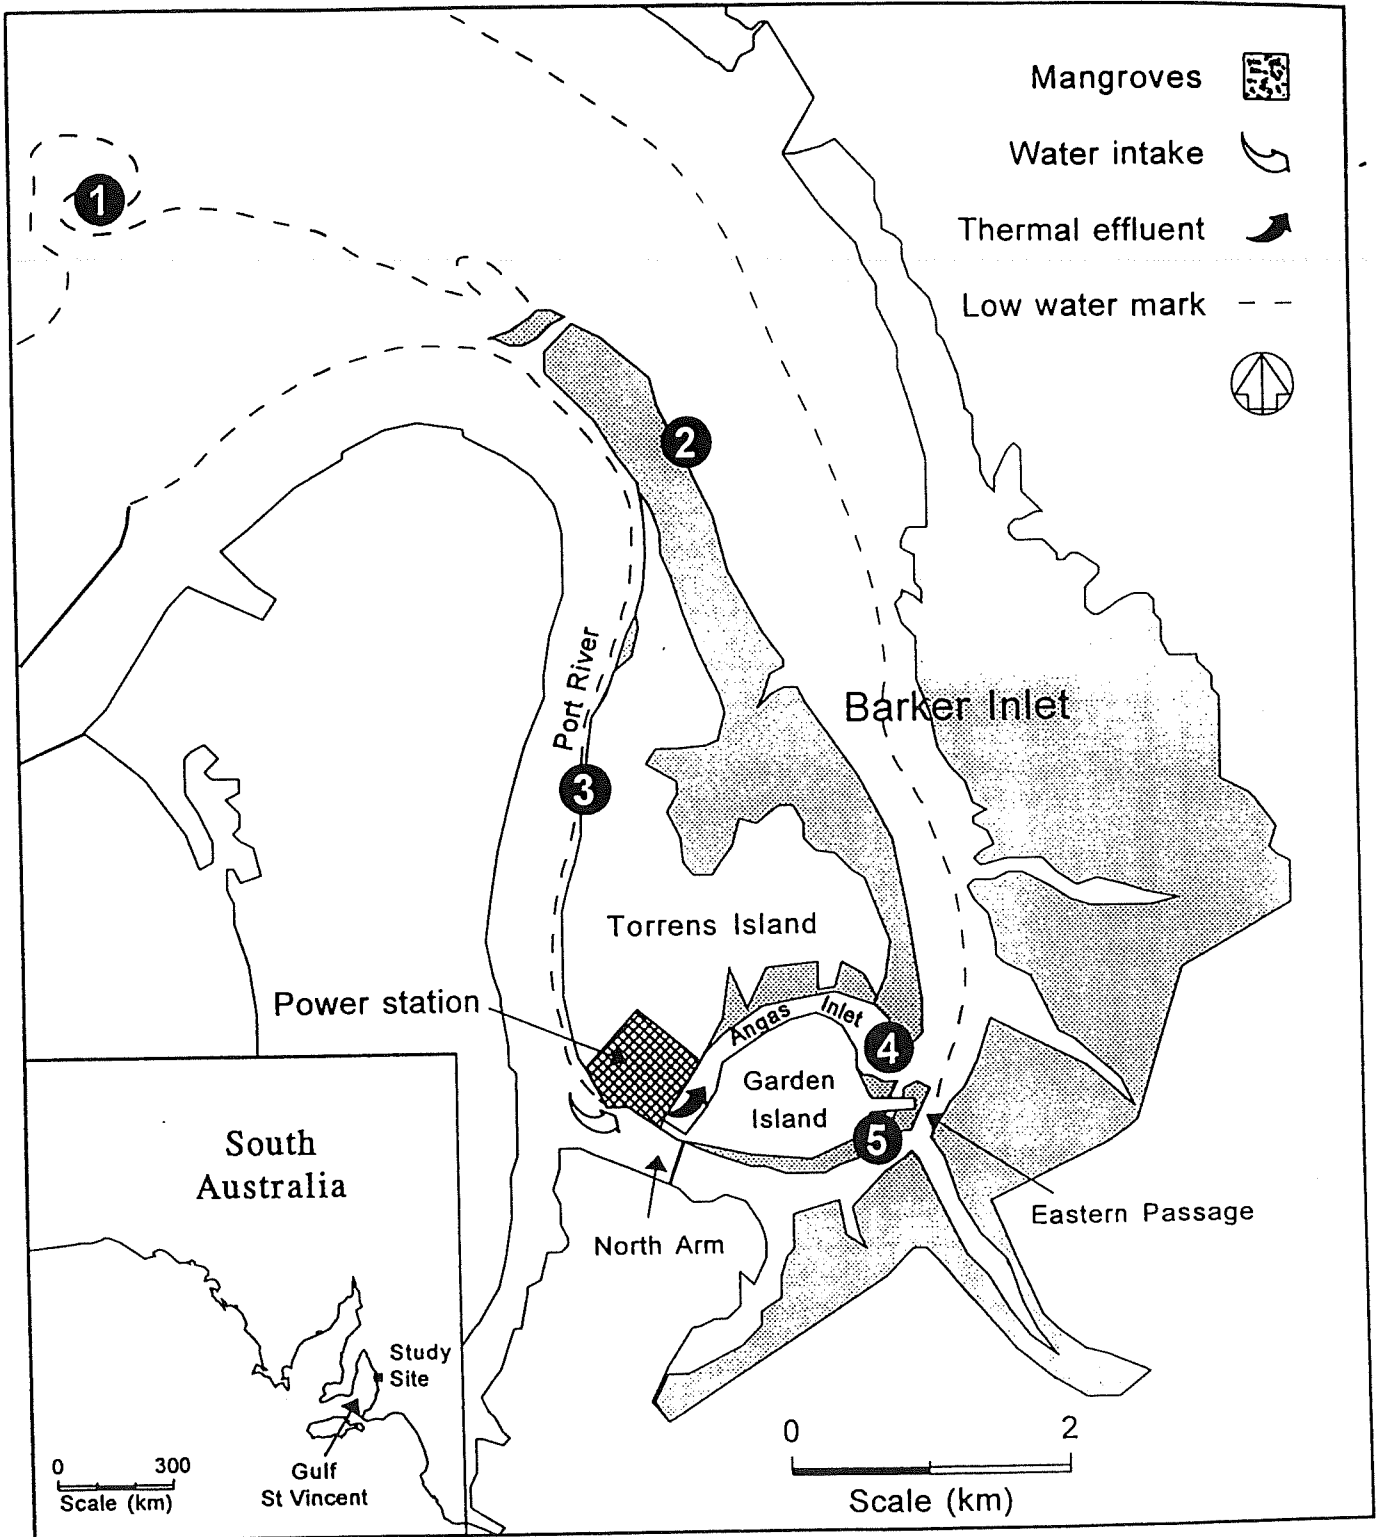 Mangroves
Water intake
Thermal effluent
Low water mark
1
2
Port River
Barker Inlet
3
Torrens Island
Power station
Angas Inlet
4
Garden
Island
5
Eastern Passage
North Arm
South
Australia
Study
Site
0 300
Scale (km)
Gulf
St Vincent
0 2
Scale (km)